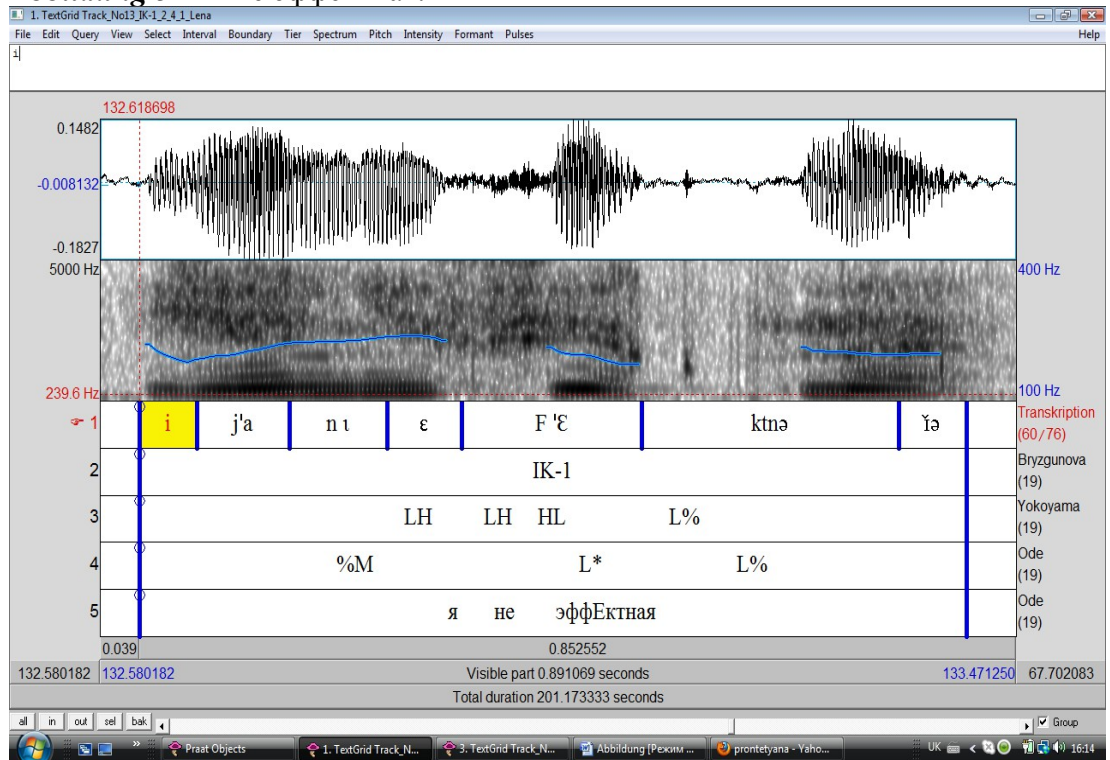 1. TextGrid Track_No13_IK-1_2_4_1_Lena
File Edit Query View Select Interval Boundary Tier Spectrum Pitch Intensity Formant Pulses Help
i
132.618698
0.1482
-0.008132
-0.1827
5000 Hz 400 Hz
239.6 Hz 100 Hz
1 i j'a n ι ε F 'Ɛ ktnə ǐə Transkription (60/76)
2 IK-1 Bryzgunova (19)
3 LH LH HL L% Yokoyama (19)
4 %M L* L% Ode (19)
5 я не эффЕктная Ode (19)
0.039 0.852552
132.580182 132.580182 Visible part 0.891069 seconds 133.471250 67.702083
Total duration 201.173333 seconds
all in out sel bak Group
Praat Objects 1. TextGrid Track_N... 3. TextGrid Track_N... Abbildung [Режим ... prontetyana - Yaho... UK 16:14